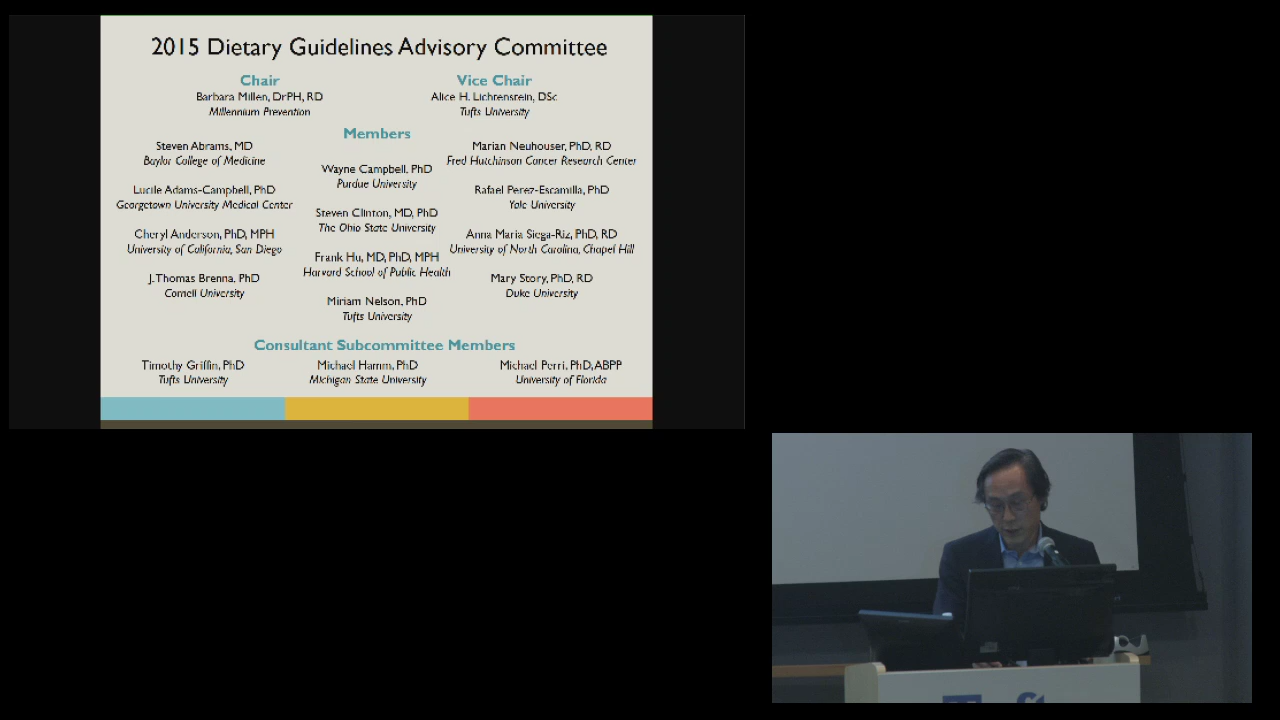 2015 Dietary Guidelines Advisory Committee
Chair
Barbara Millen, DrPH, RD
Millennium Prevention
Vice Chair
Alice H. Lichtenstein, DSc
Tufts University
Members
Steven Abrams, MD
Baylor College of Medicine
Lucile Adams-Campbell, PhD
Georgetown University Medical Center
Cheryl Anderson, PhD, MPH
University of California, San Diego
J. Thomas Brenna, PhD
Cornell University
Wayne Campbell, PhD
Purdue University
Steven Clinton, MD, PhD
The Ohio State University
Frank Hu, MD, PhD, MPH
Harvard School of Public Health
Miriam Nelson, PhD
Tufts University
Marian Neuhouser, PhD, RD
Fred Hutchinson Cancer Research Center
Rafael Perez-Escamilla, PhD
Yale University
Anna Maria Siega-Riz, PhD, RD
University of North Carolina, Chapel Hill
Mary Story, PhD, RD
Duke University
Consultant Subcommittee Members
Timothy Griffin, PhD
Tufts University
Michael Hamm, PhD
Michigan State University
Michael Perri, PhD, ABPP
University of Florida